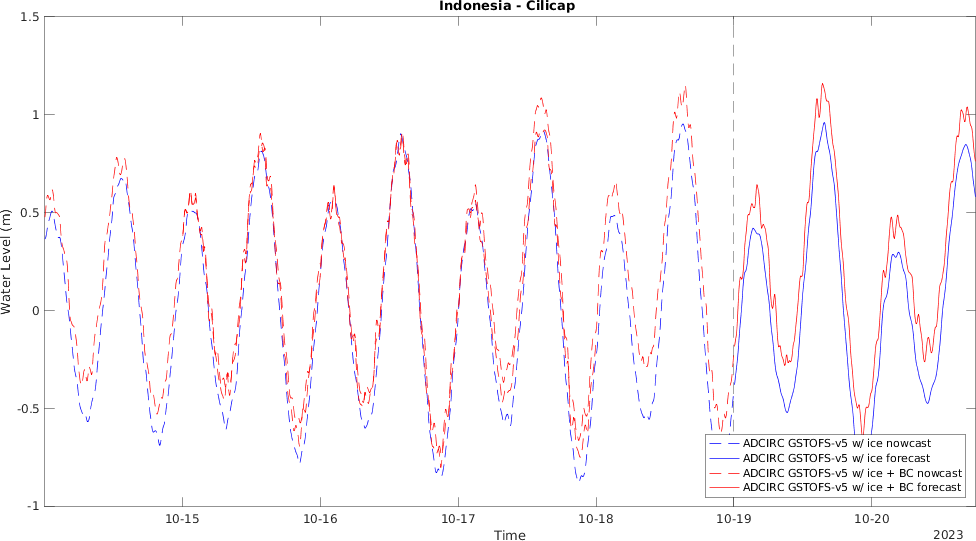 Indonesia - Cilicap
1.5
1
0.5
0
-0.5
-1
Water Level (m)
10-15
10-16
10-17
10-18
10-19
10-20
Time
2023
ADCIRC GSTOFS-v5 w/ ice nowcast
ADCIRC GSTOFS-v5 w/ ice forecast
ADCIRC GSTOFS-v5 w/ ice + BC nowcast
ADCIRC GSTOFS-v5 w/ ice + BC forecast